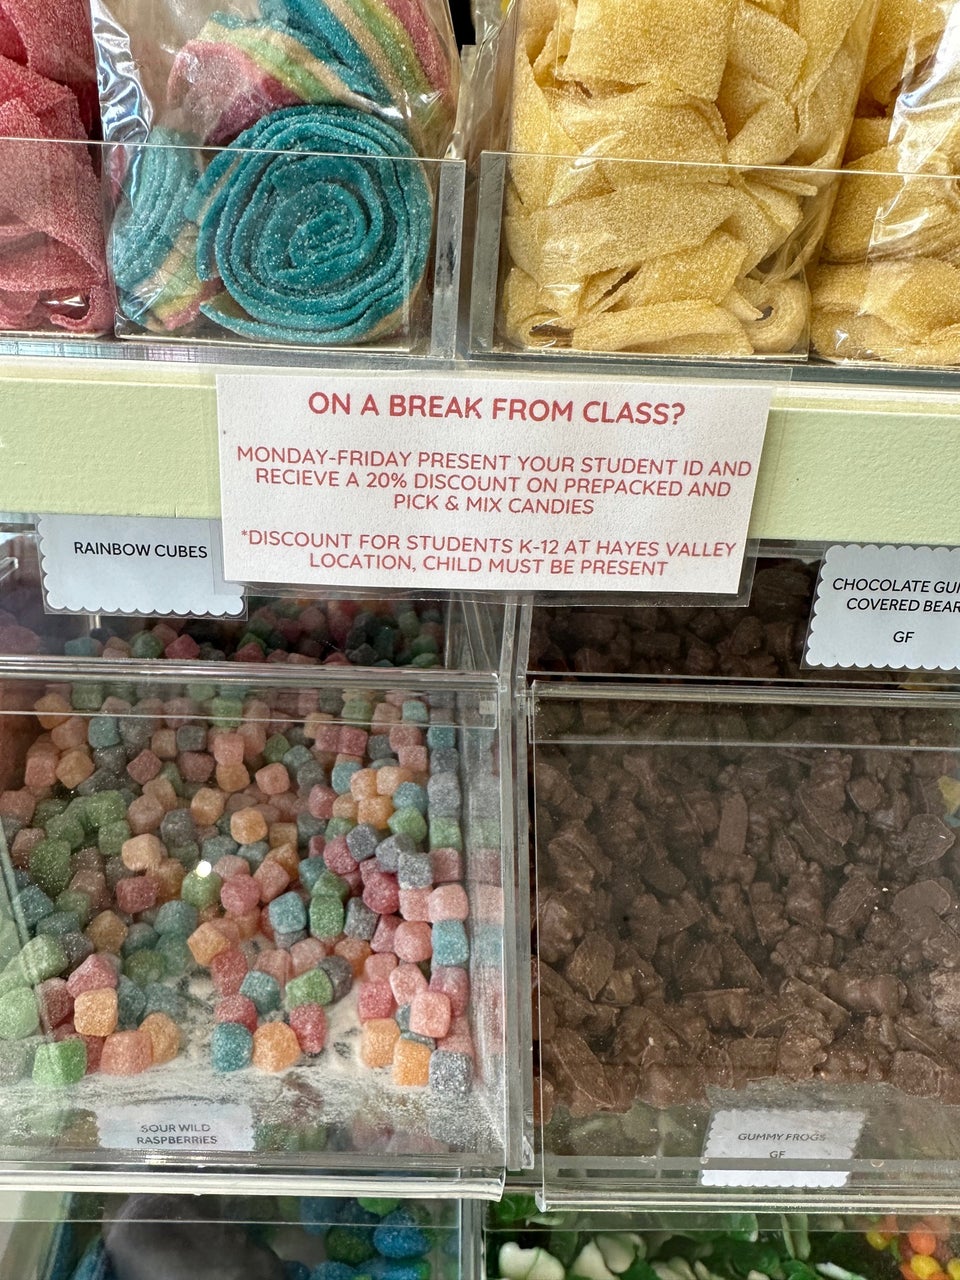 ON A BREAK FROM CLASS?
MONDAY-FRIDAY PRESENT YOUR STUDENT ID AND
RECIEVE A 20% DISCOUNT ON PREPACKED AND
PICK & MIX CANDIES
*DISCOUNT FOR STUDENTS K-12 AT HAYES VALLEY
LOCATION, CHILD MUST BE PRESENT
RAINBOW CUBES
CHOCOLATE
COVERED
GF
SOUR WILD
RASPBERRIES
GUMMY FROGS
GF